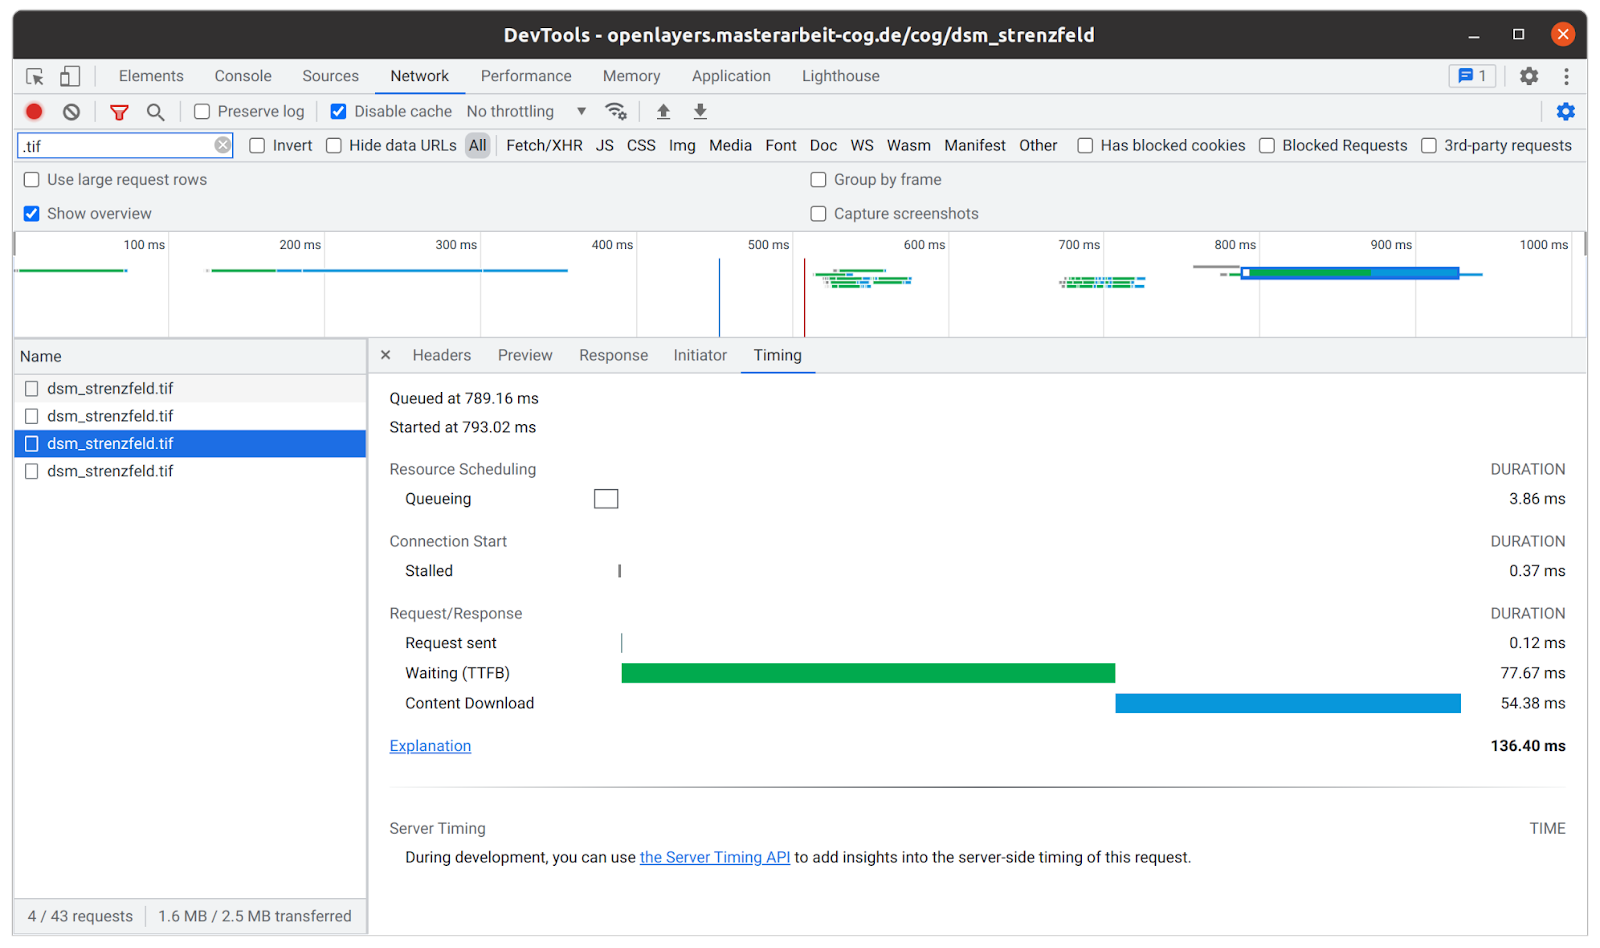 DevTools - openlayers.masterarbeit-cog.de/cog/dsm_strenzfeld
Elements Console Sources Network Performance Memory Application Lighthouse 1
Preserve log Disable cache No throttling
.tif Invert Hide data URLs All Fetch/XHR JS CSS Img Media Font Doc WS Wasm Manifest Other Has blocked cookies Blocked Requests 3rd-party requests
Use large request rows Group by frame
Show overview Capture screenshots
100 ms 200 ms 300 ms 400 ms 500 ms 600 ms 700 ms 800 ms 900 ms 1000 ms
Name
dsm_strenzfeld.tif
dsm_strenzfeld.tif
dsm_strenzfeld.tif
dsm_strenzfeld.tif
4 / 43 requests 1.6 MB / 2.5 MB transferred
Headers Preview Response Initiator Timing
Queued at 789.16 ms
Started at 793.02 ms
Resource Scheduling DURATION
Queueing 3.86 ms
Connection Start DURATION
Stalled 0.37 ms
Request/Response DURATION
Request sent 0.12 ms
Waiting (TTFB) 77.67 ms
Content Download 54.38 ms
Explanation 136.40 ms
Server Timing TIME
During development, you can use the Server Timing API to add insights into the server-side timing of this request.